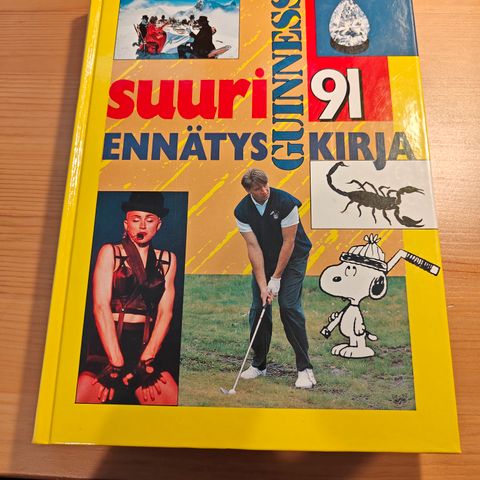 suuri
GUINNESS
91
ENNÄTYS
KIRJA